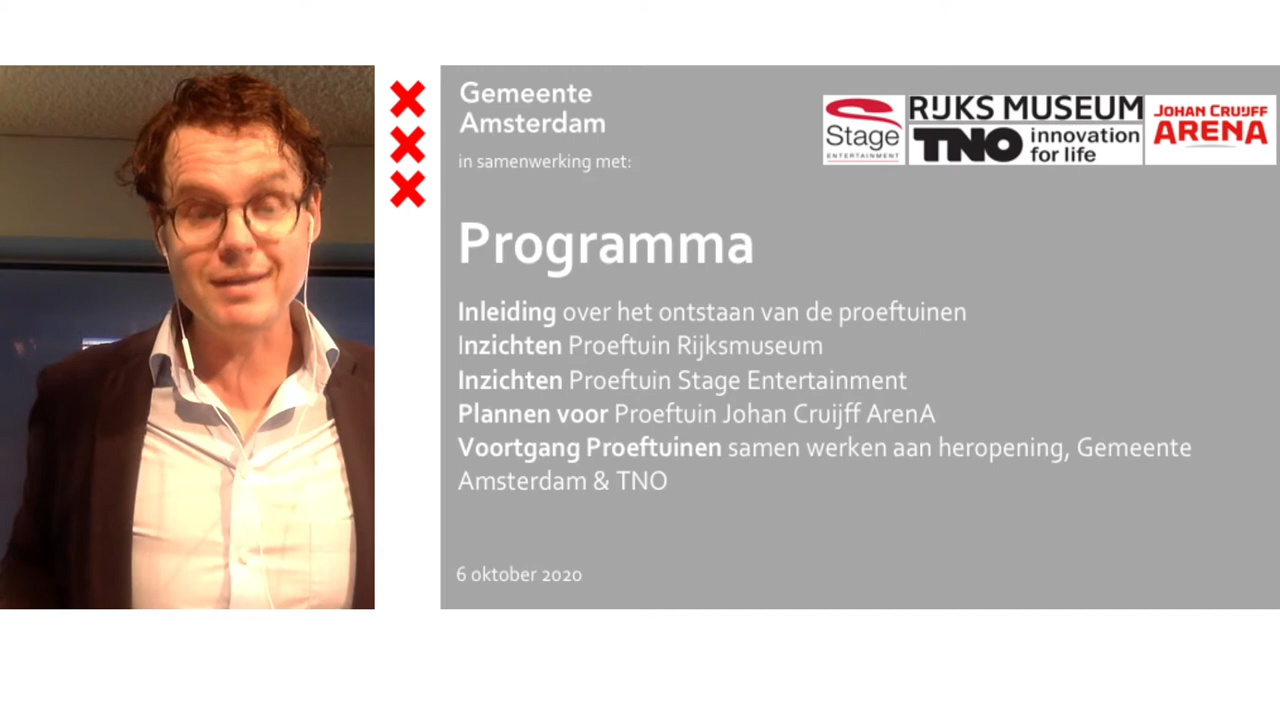 Gemeente
Amsterdam
in samenwerking met:
Stage
ENTERTAINMENT
RIJKS MUSEUM
TNO innovation
for life
JOHAN CRUIJFF
ARENA
Programma
Inleiding over het ontstaan van de proeftuinen
Inzichten Proeftuin Rijksmuseum
Inzichten Proeftuin Stage Entertainment
Plannen voor Proeftuin Johan Cruijff ArenA
Voortgang Proeftuinen samen werken aan heropening, Gemeente
Amsterdam & TNO
6 oktober 2020